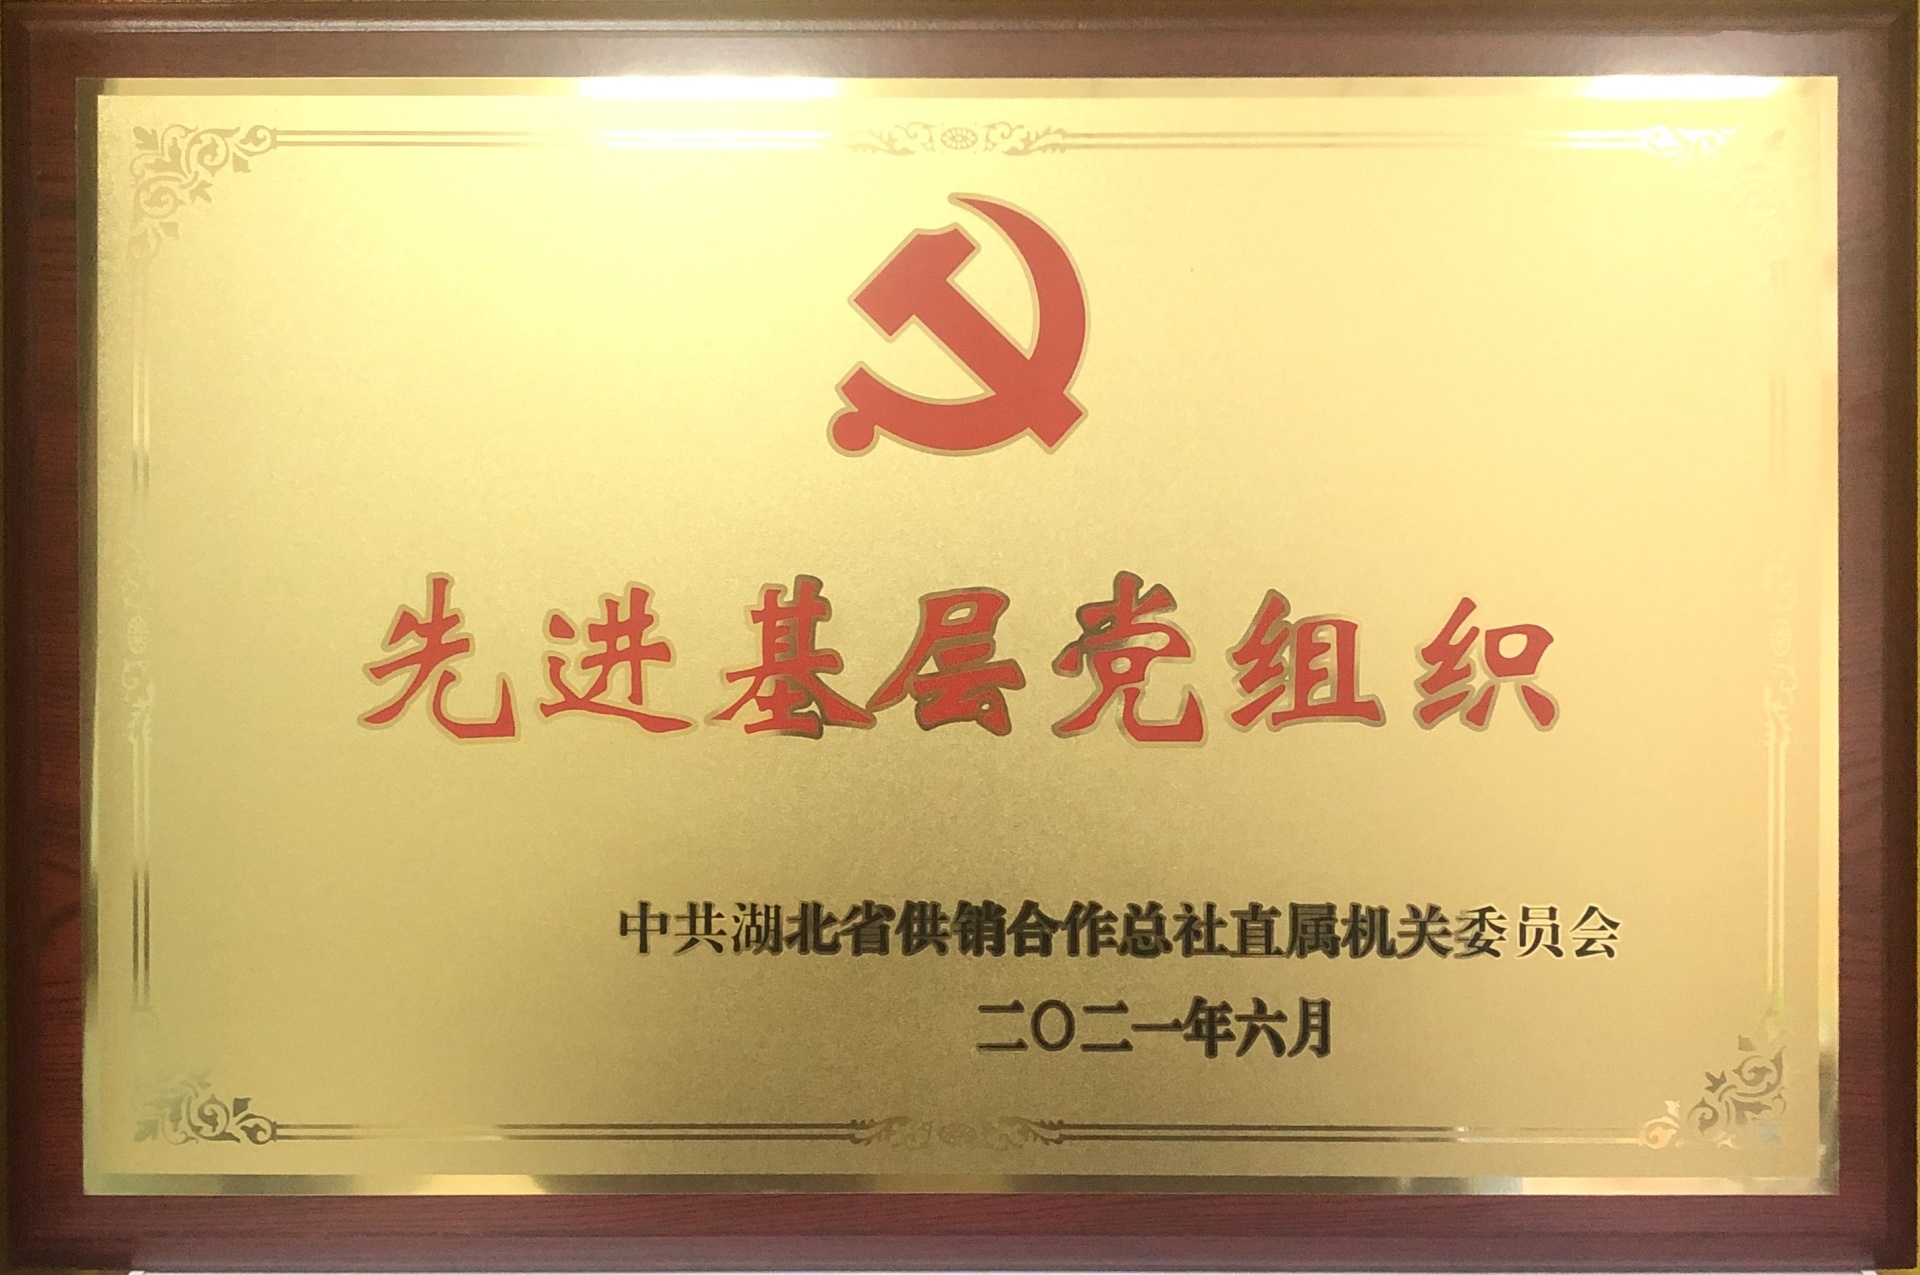 先进基层党组织
中共湖北省供销合作总社直属机关委员会
二〇二一年六月